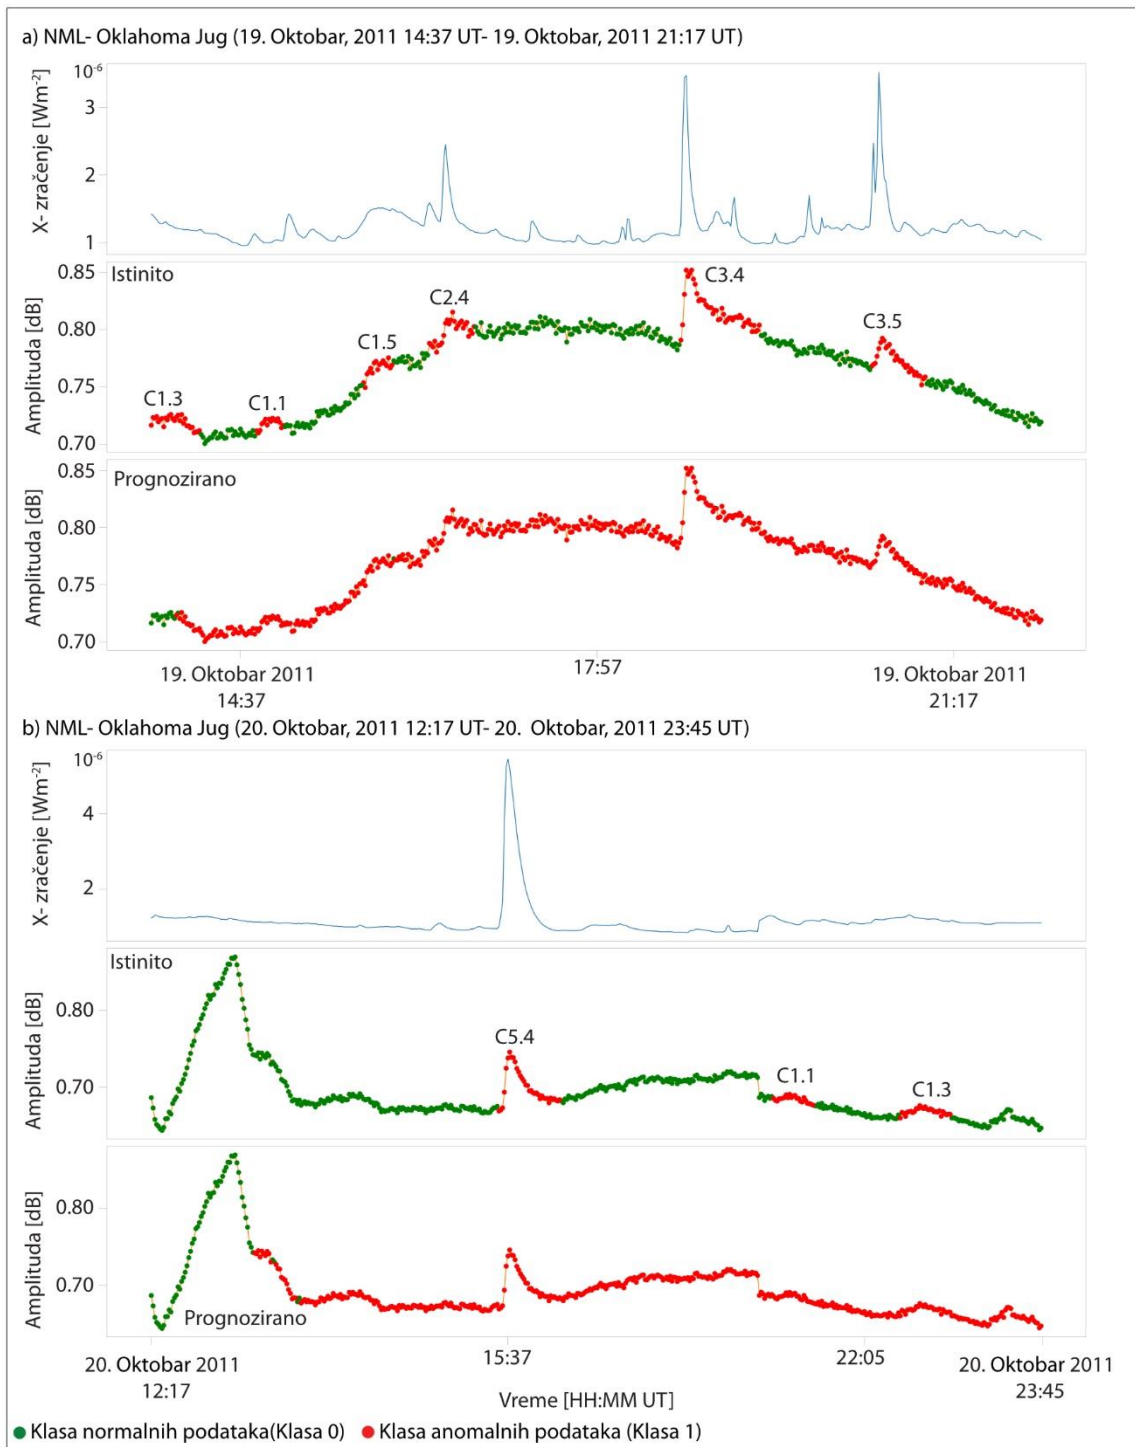 a) NML- Oklahoma Jug (19. Oktobar, 2011 14:37 UT- 19. Oktobar, 2011 21:17 UT)
X- zračenje [Wm⁻²]
10⁻⁶
3
2
1
Istinito
Amplituda [dB]
0.85
0.80
0.75
0.70
C1.3
C1.1
C1.5
C2.4
C3.4
C3.5
Prognozirano
Amplituda [dB]
0.85
0.80
0.75
0.70
19. Oktobar 2011
14:37
17:57
19. Oktobar 2011
21:17
b) NML- Oklahoma Jug (20. Oktobar, 2011 12:17 UT- 20. Oktobar, 2011 23:45 UT)
X- zračenje [Wm⁻²]
10⁻⁶
4
2
Istinito
Amplituda [dB]
0.80
0.70
C5.4
C1.1
C1.3
Amplituda [dB]
0.80
0.70
Prognozirano
20. Oktobar 2011
12:17
15:37
22:05
20. Oktobar 2011
23:45
Vreme [HH:MM UT]
Klasa normalnih podataka(Klasa 0)
Klasa anomalnih podataka (Klasa 1)